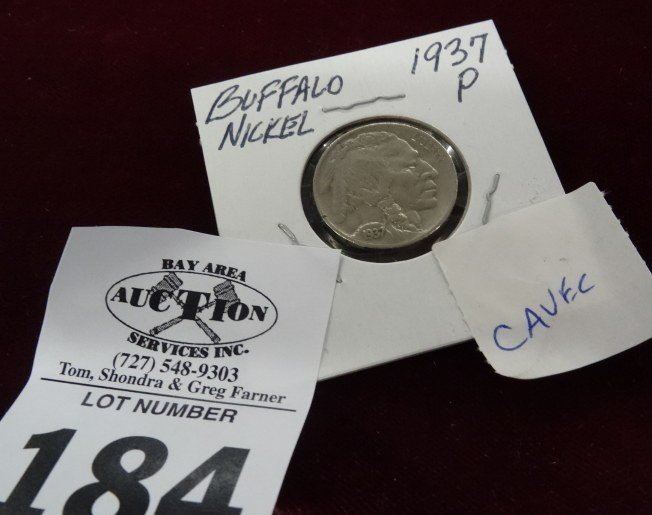 BUFFALO
NICKEL
1937
P
1937
BAY AREA
AUCTION
SERVICES INC.
(727) 548-9303
Tom, Shondra & Greg Farner
LOT NUMBER
184
CAVEC